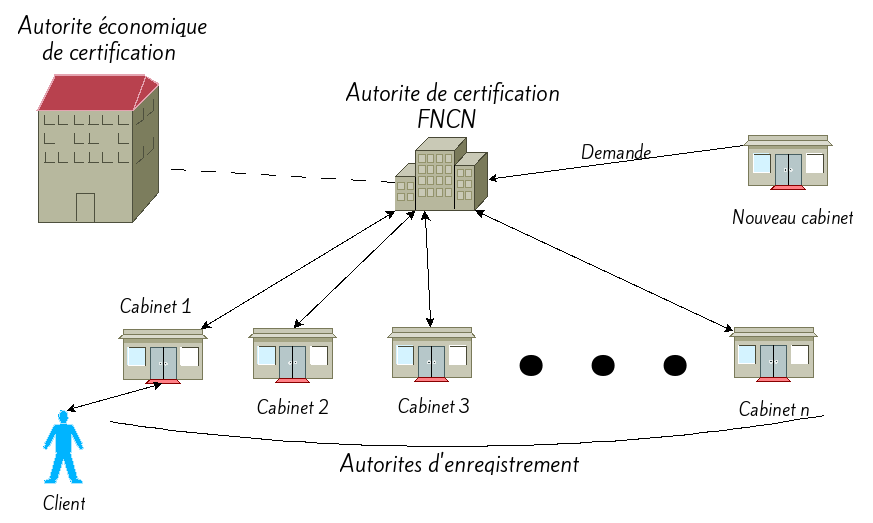 Autorite économique
de certification
Autorite de certification
FNCN
Demande
Nouveau cabinet
Cabinet 1
Cabinet 2
Cabinet 3
Cabinet n
Autorites d'enregistrement
Client